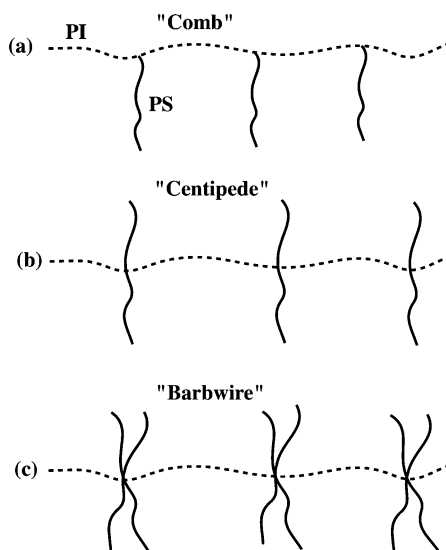 "Comb"
(a) PI
PS
"Centipede"
(b)
"Barbwire"
(c)